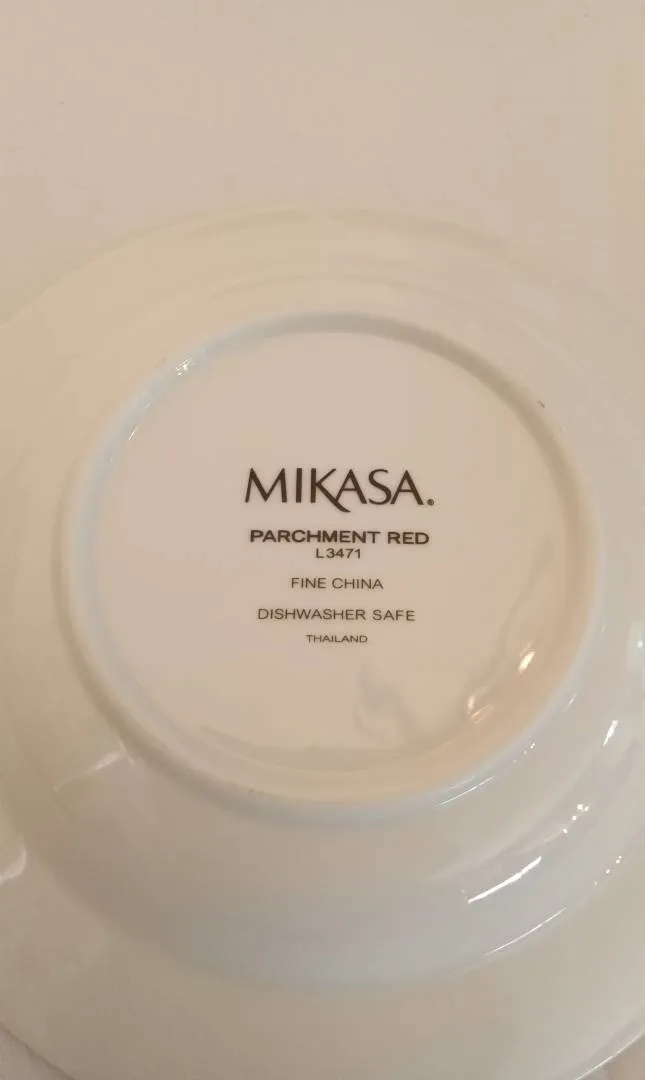 MIKASA®
PARCHMENT RED
L3471
FINE CHINA
DISHWASHER SAFE
THAILAND